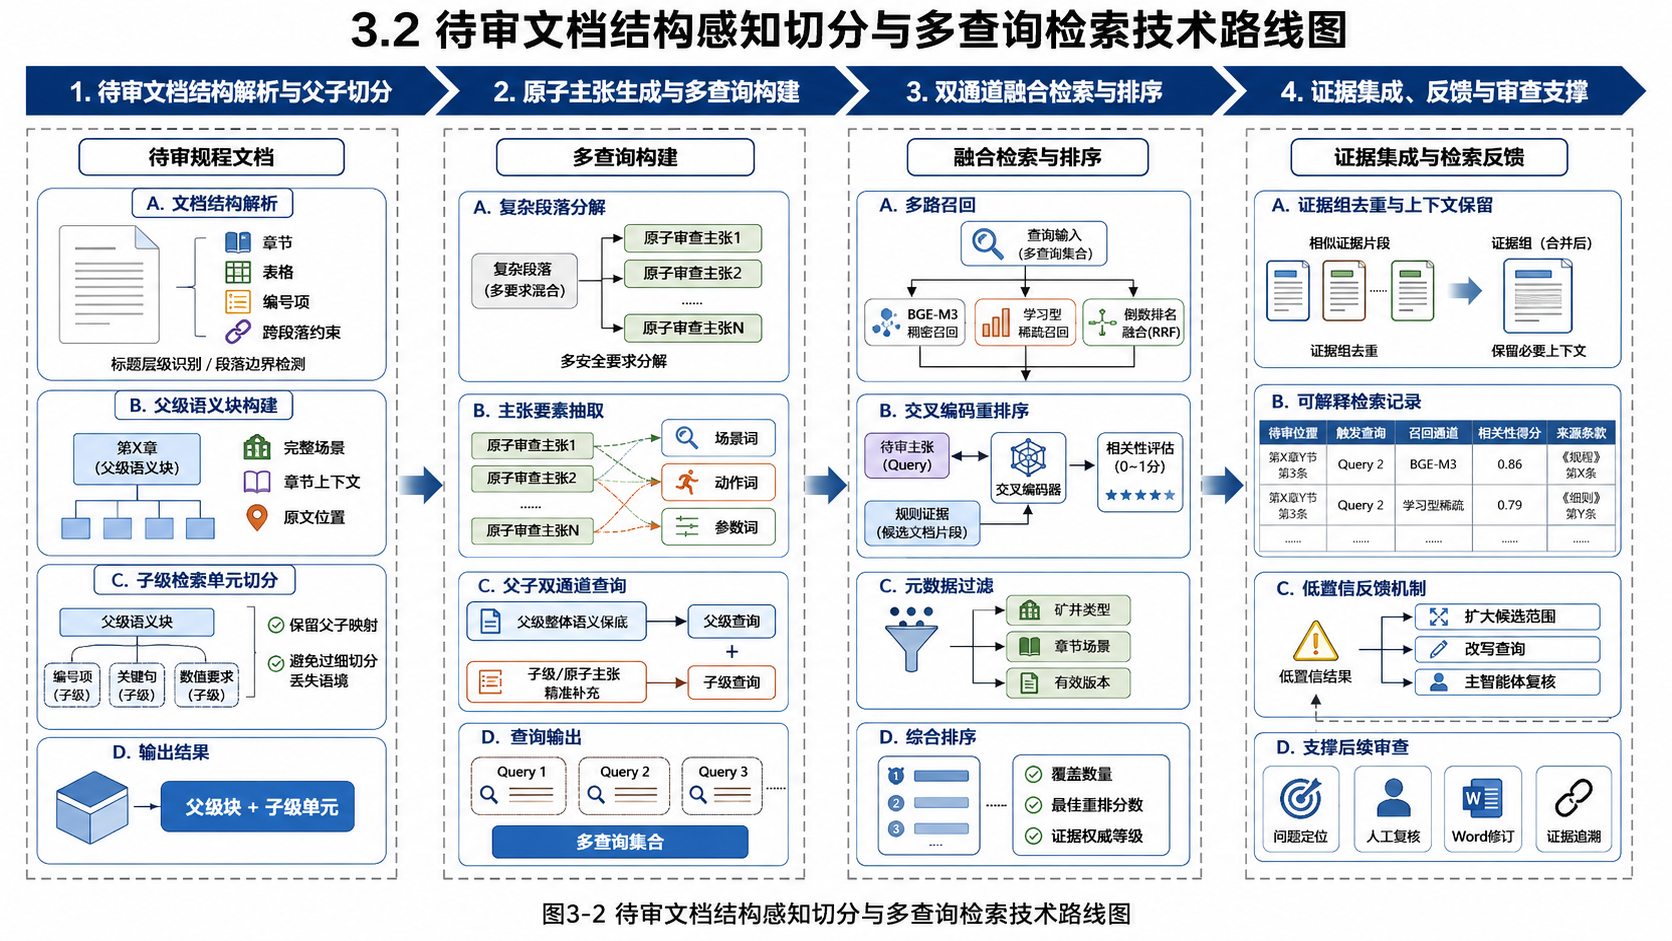 3.2 待审文档结构感知切分与多查询检索技术路线图
1. 待审文档结构解析与父子切分
2. 原子主张生成与多查询构建
3. 双通道融合检索与排序
4. 证据集成、反馈与审查支撑
待审规程文档
A. 文档结构解析
章节
表格
编号项
跨段落约束
标题层级识别 / 段落边界检测
B. 父级语义块构建
第X章
(父级语义块)
完整场景
章节上下文
原文位置
C. 子级检索单元切分
父级语义块
编号项
(子级)
关键句
(子级)
数值要求
(子级)
保留父子映射
避免过细切分
丢失语境
D. 输出结果
父级块 + 子级单元
多查询构建
A. 复杂段落分解
复杂段落
(多要求混合)
原子审查主张1
原子审查主张2
......
原子审查主张N
多安全要求分解
B. 主张要素抽取
原子审查主张1
原子审查主张2
......
原子审查主张N
场景词
动作词
参数词
C. 父子双通道查询
父级整体语义保底
父级查询
+
子级/原子主张
精准补充
子级查询
D. 查询输出
Query 1
Query 2
Query 3
......
多查询集合
融合检索与排序
A. 多路召回
查询输入
(多查询集合)
BGE-M3
稠密召回
学习型
稀疏召回
倒数排名
融合(RRF)
B. 交叉编码重排序
待审主张
(Query)
交叉编码器
相关性评估
(0~1分)
规则证据
(候选文档片段)
C. 元数据过滤
矿井类型
章节场景
有效版本
D. 综合排序
1
2
3
....
......
覆盖数量
最佳重排分数
证据权威等级
证据集成与检索反馈
A. 证据组去重与上下文保留
相似证据片段
证据组（合并后）
......
证据组去重
保留必要上下文
B. 可解释检索记录
待审位置 触发查询 召回通道 相关性得分 来源条款
第X章Y节
第3条
Query 2
BGE-M3
0.86
《规程》
第X条
第X章Y节
第3条
Query 2
学习型稀疏
0.79
《细则》
第Y条
...... ...... ...... ...... ......
C. 低置信反馈机制
低置信结果
扩大候选范围
改写查询
主智能体复核
D. 支撑后续审查
问题定位
人工复核
W
Word修订
证据追溯
图3-2 待审文档结构感知切分与多查询检索技术路线图